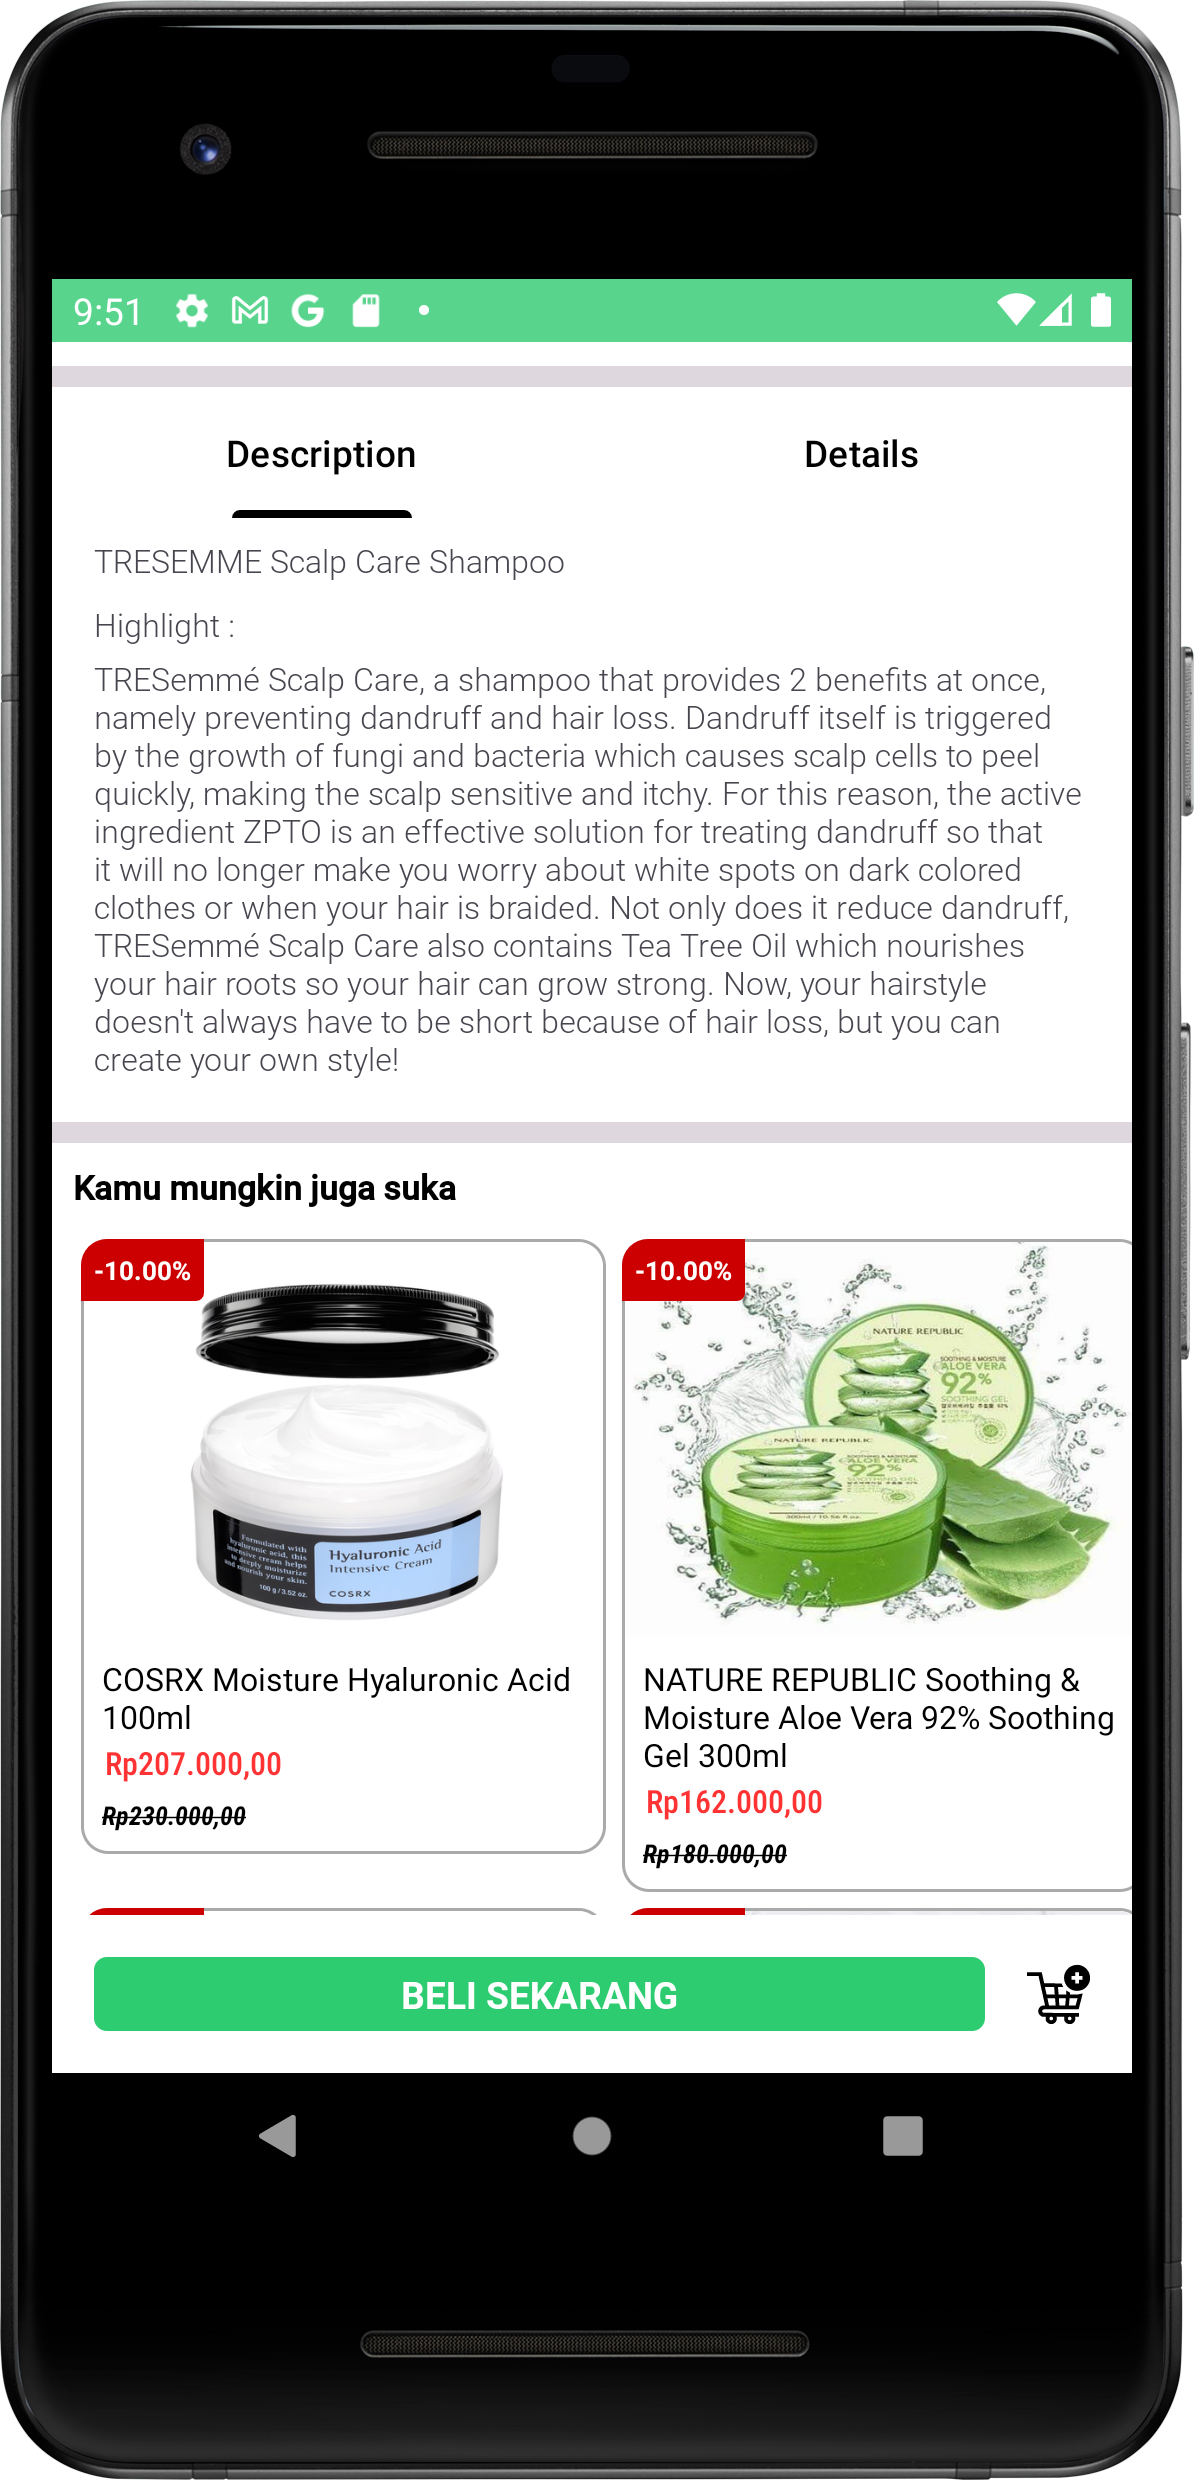 9:51
Description
Details
TRESEMME Scalp Care Shampoo
Highlight :
TRESemmé Scalp Care, a shampoo that provides 2 benefits at once,
namely preventing dandruff and hair loss. Dandruff itself is triggered
by the growth of fungi and bacteria which causes scalp cells to peel
quickly, making the scalp sensitive and itchy. For this reason, the active
ingredient ZPTO is an effective solution for treating dandruff so that
it will no longer make you worry about white spots on dark colored
clothes or when your hair is braided. Not only does it reduce dandruff,
TRESemmé Scalp Care also contains Tea Tree Oil which nourishes
your hair roots so your hair can grow strong. Now, your hairstyle
doesn't always have to be short because of hair loss, but you can
create your own style!
Kamu mungkin juga suka
-10.00%
Formulated with
hyaluronic acid, this
intensive cream helps
to deeply moisturize
and nourish your skin.
100 g / 3.52 oz.
Hyaluronic Acid
Intensive Cream
COSRX
COSRX Moisture Hyaluronic Acid
100ml
Rp207.000,00
Rp230.000,00
-10.00%
NATURE REPUBLIC
SOOTHING & MOISTURE
ALOE VERA
92%
SOOTHING GEL
NATURE REPUBLIC
SOOTHING & MOISTURE
ALOE VERA
92%
SOOTHING GEL
300ml / 10.56 fl.oz.
NATURE REPUBLIC Soothing &
Moisture Aloe Vera 92% Soothing
Gel 300ml
Rp162.000,00
Rp180.000,00
BELI SEKARANG